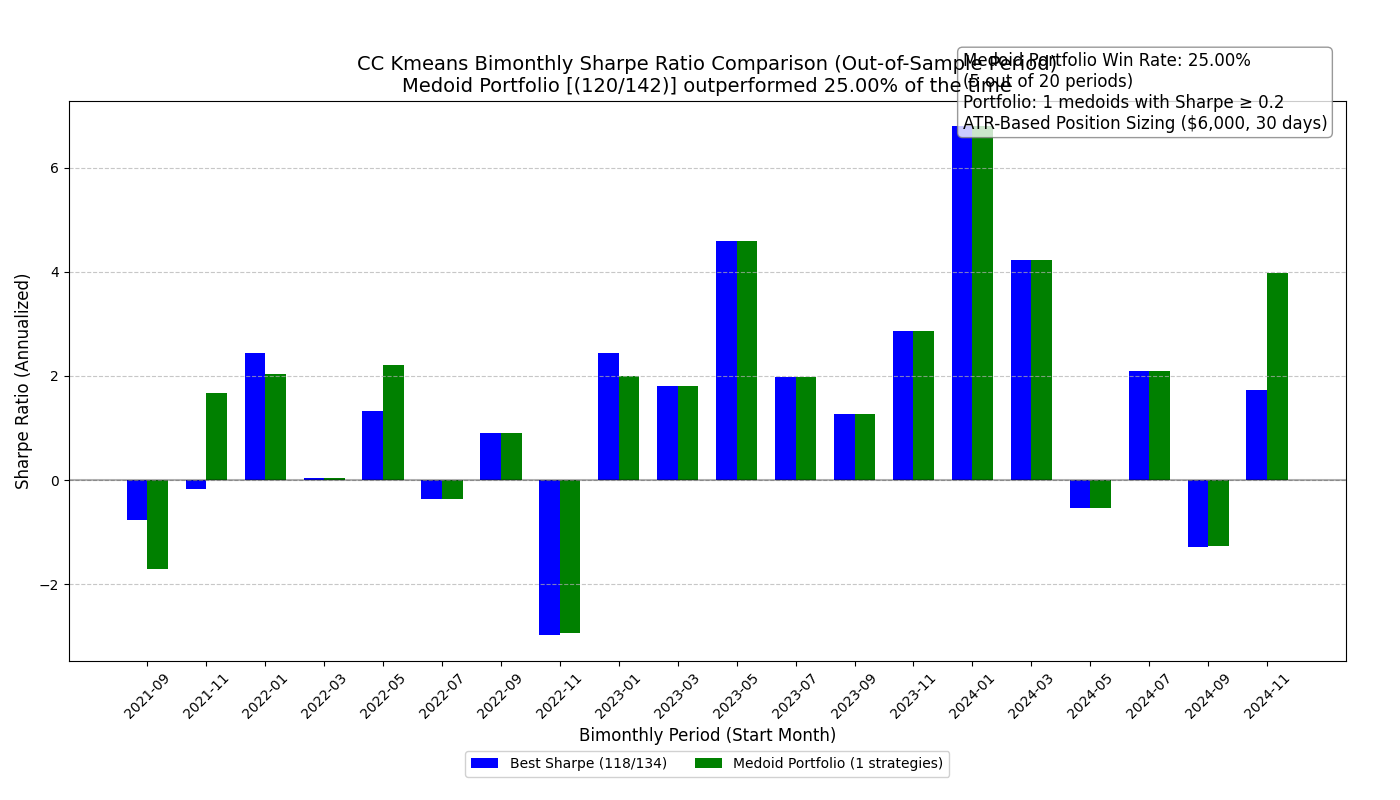 CC Kmeans Bimonthly Sharpe Ratio Comparison (Out-of-Sample Period)
Medoid Portfolio [(120/142)] outperformed 25.00% of the time
Medoid Portfolio Win Rate: 25.00%
(5 out of 20 periods)
Portfolio: 1 medoids with Sharpe ≥ 0.2
ATR-Based Position Sizing ($6,000, 30 days)
Sharpe Ratio (Annualized)
6
4
2
0
−2
2021-09
2021-11
2022-01
2022-03
2022-05
2022-07
2022-09
2022-11
2023-01
2023-03
2023-05
2023-07
2023-09
2023-11
2024-01
2024-03
2024-05
2024-07
2024-09
2024-11
Bimonthly Period (Start Month)
Best Sharpe (118/134)
Medoid Portfolio (1 strategies)